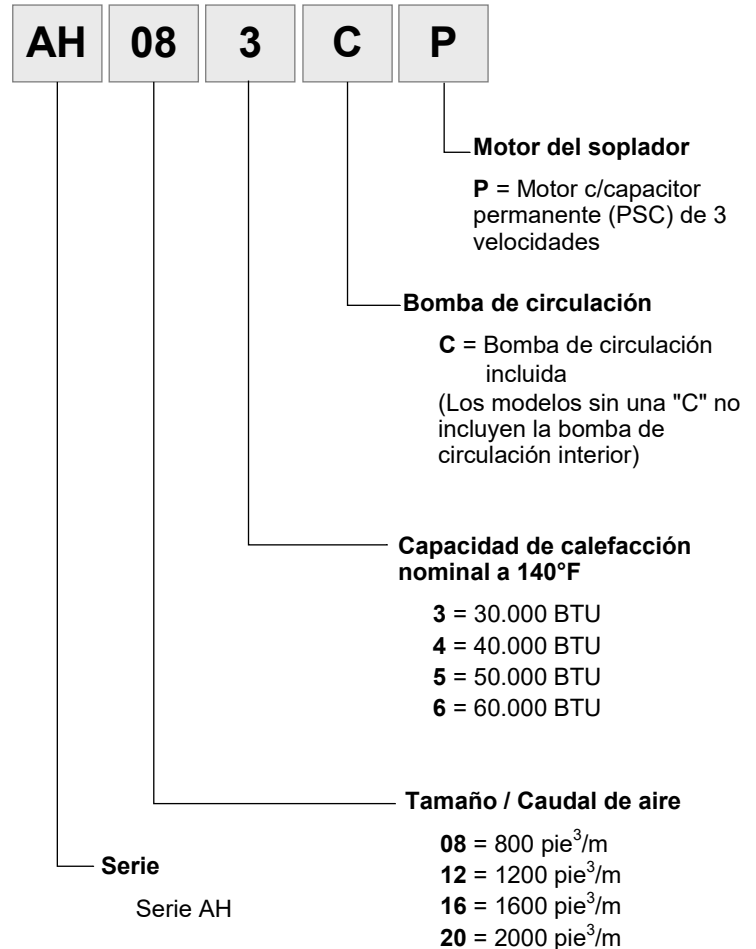 AH 08 3 C P
Motor del soplador
P = Motor c/capacitor
permanente (PSC) de 3
velocidades
Bomba de circulación
C = Bomba de circulación
incluida
(Los modelos sin una "C" no
incluyen la bomba de
circulación interior)
Capacidad de calefacción
nominal a 140°F
3 = 30.000 BTU
4 = 40.000 BTU
5 = 50.000 BTU
6 = 60.000 BTU
Tamaño / Caudal de aire
08 = 800 pie³/m
12 = 1200 pie³/m
16 = 1600 pie³/m
20 = 2000 pie³/m
Serie
Serie AH